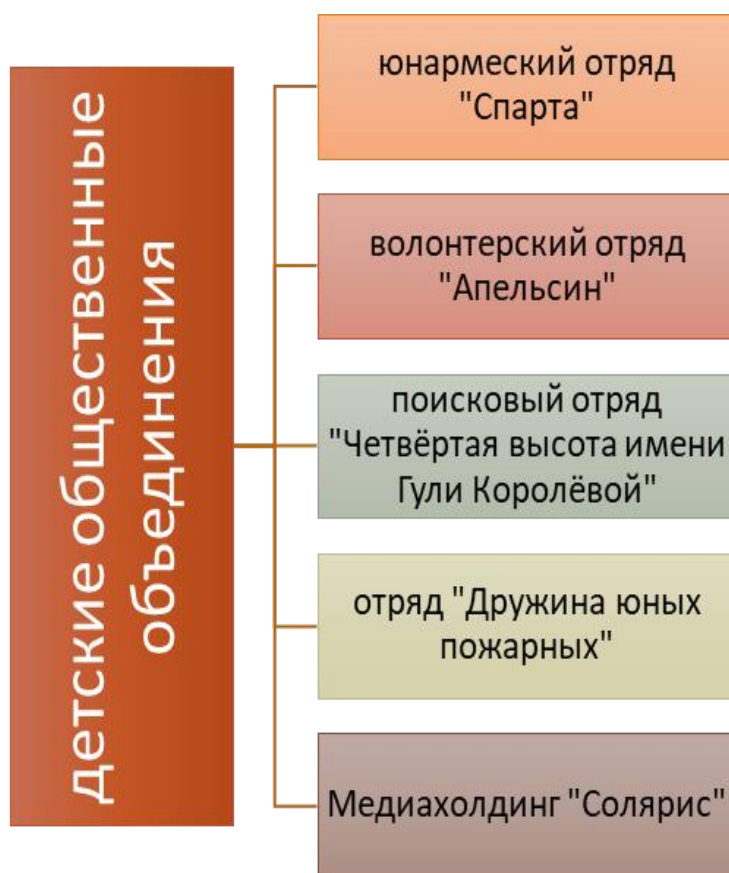 детские общественные
объединения
юнармеский отряд
"Спарта"
волонтерский отряд
"Апельсин"
поисковый отряд
"Четвёртая высота имени
Гули Королёвой"
отряд "Дружина юных
пожарных"
Медиахолдинг "Солярис"